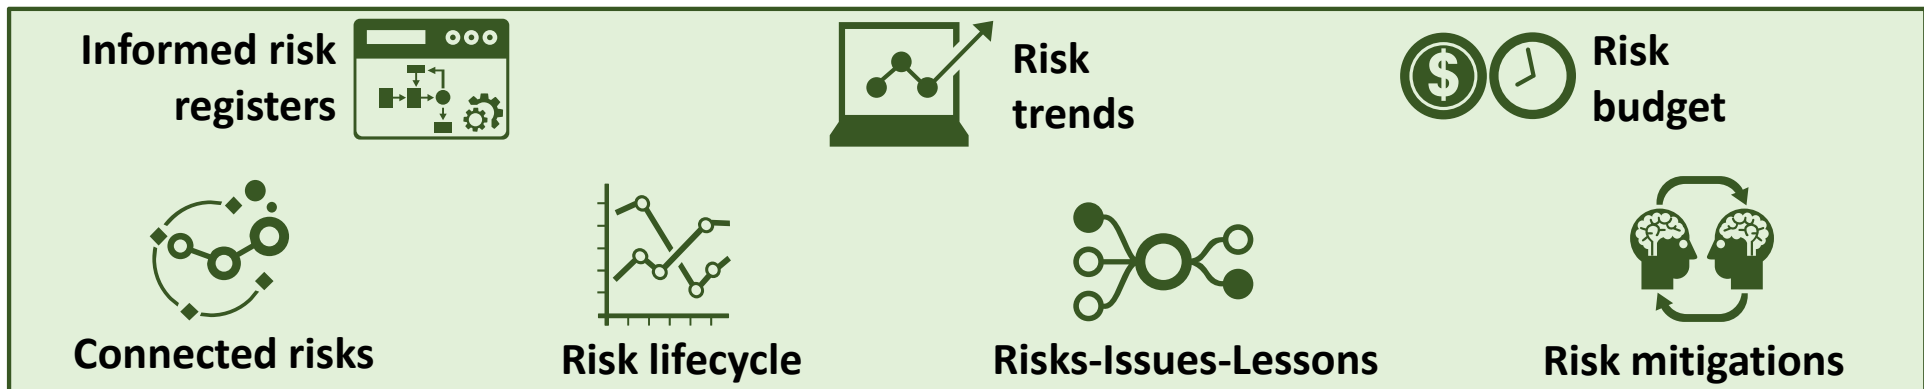 Informed risk
registers
Risk
trends
$
Risk
budget
Connected risks
Risk lifecycle
Risks-Issues-Lessons
Risk mitigations